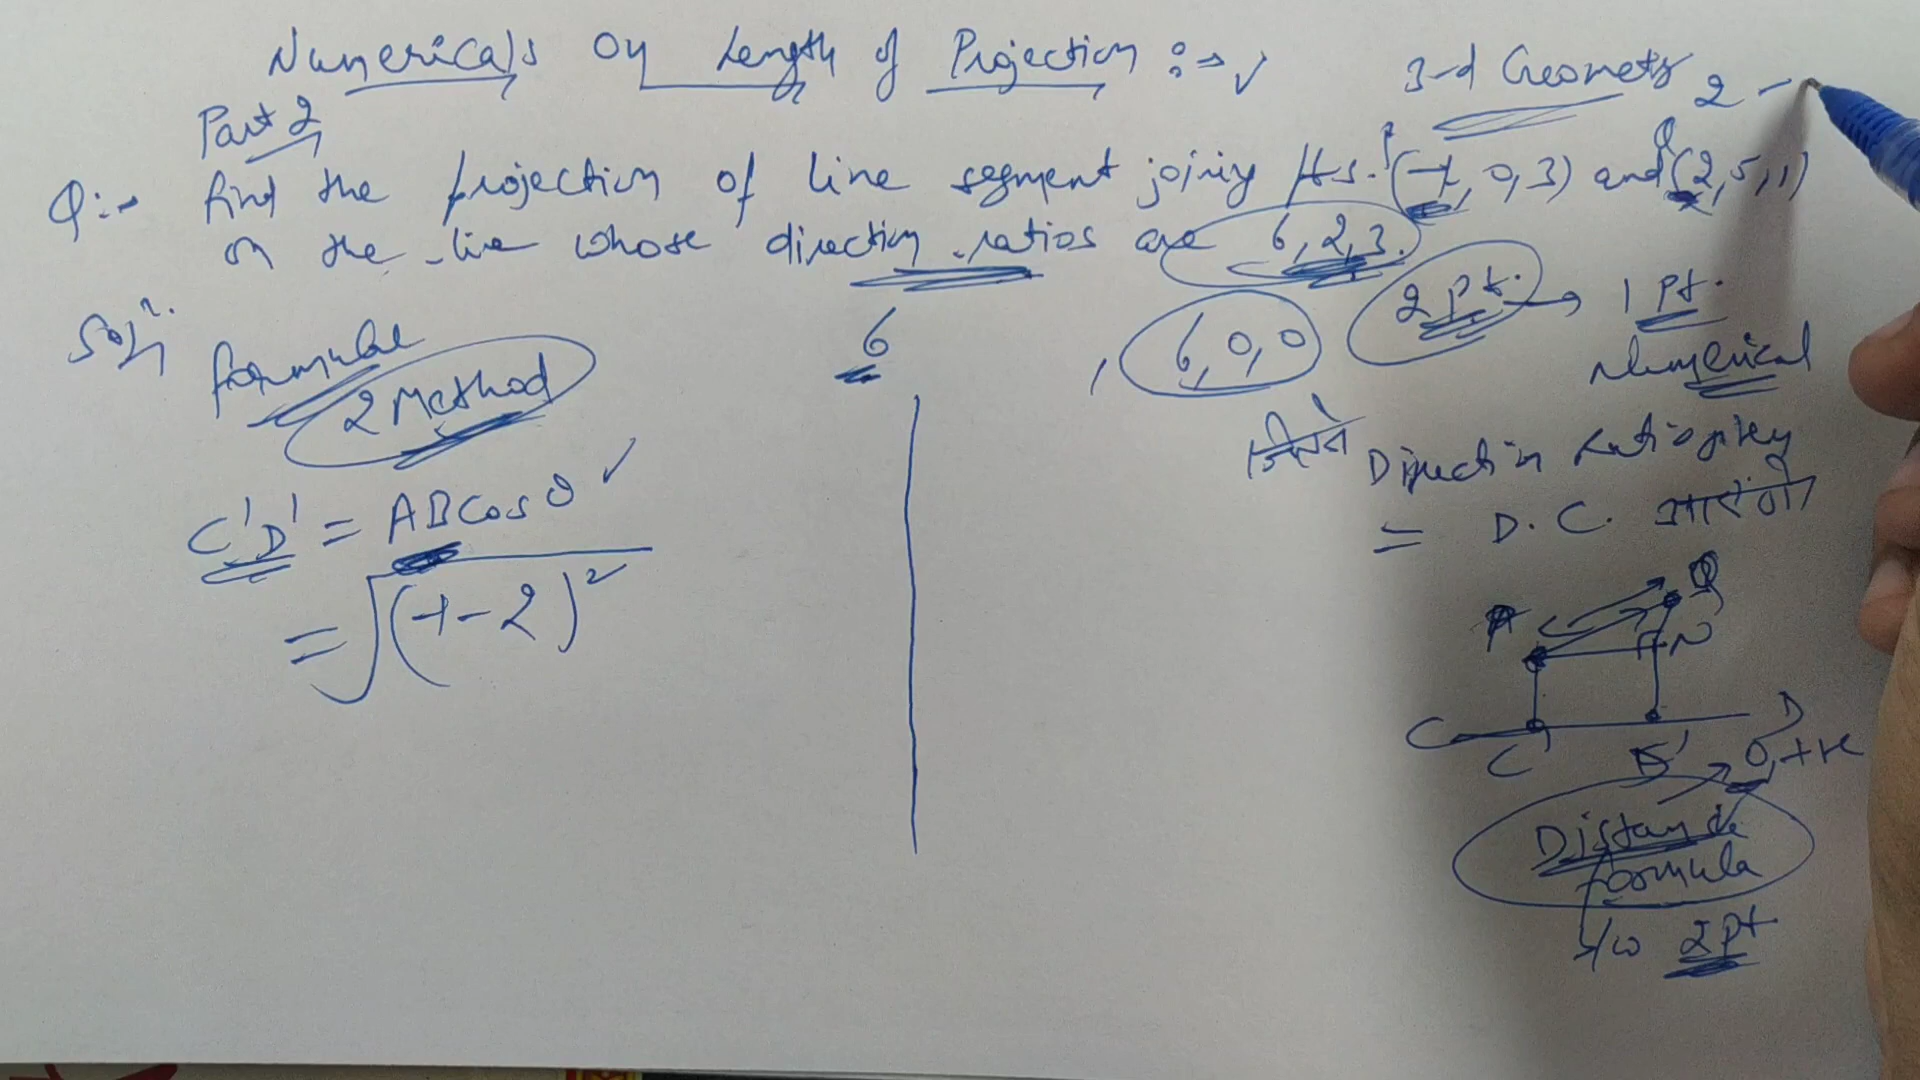 Numericals on Length of Projection :→ ✓
3-d Geometry
2 -
Part 2
Q:→ find the projection of line segment joining Pts. P(-1, 0, 3) and Q(2, 5, 1)
on the line whose direction ratios are 6, 2, 3.
Solⁿ.
formulae
2 Method
6
, 6, 0, 0
2 Pt. → 1 Pt.
Numerical
Direction ratio given
= D. C.
C'D' = AB Cos θ ✓
= √(-1-2)²
P
Q
N
C
D
C'
D'
0, +ve
Distance
formula
b/w 2 Pt